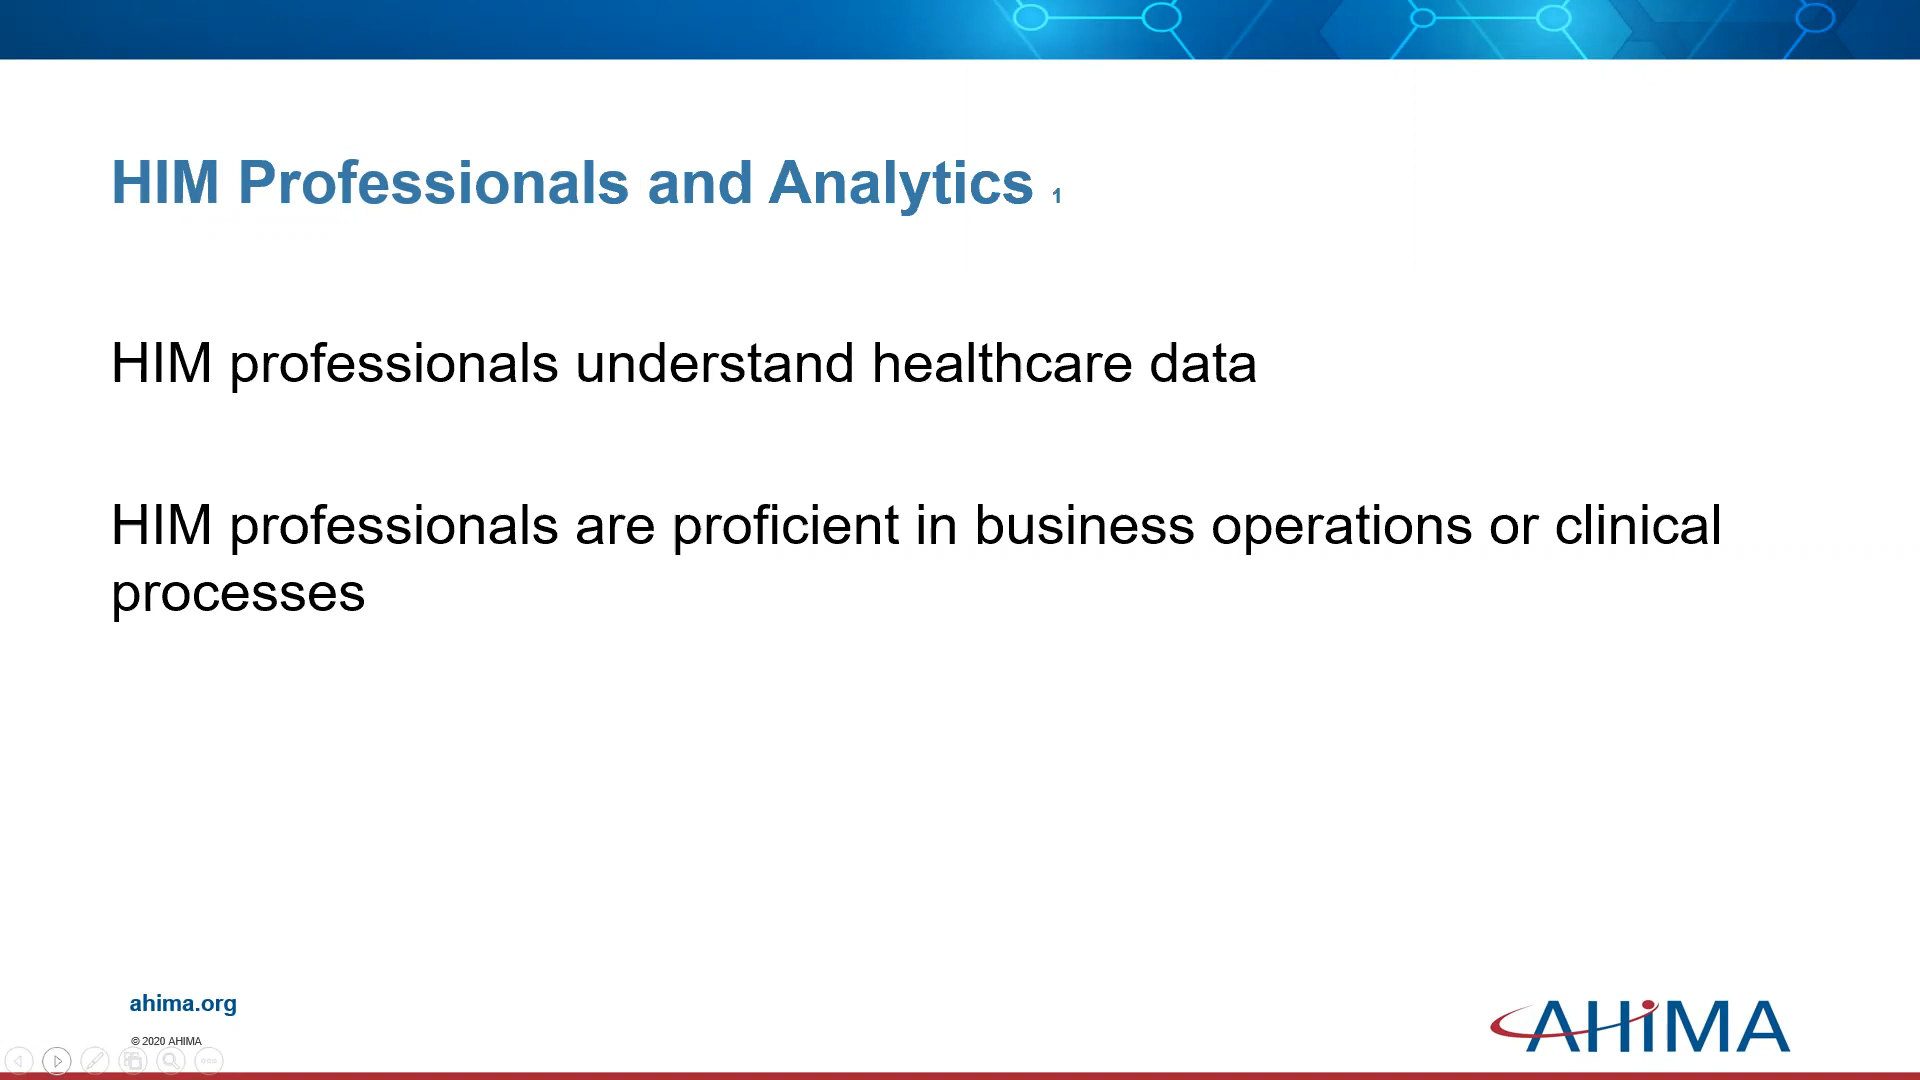 HIM Professionals and Analytics 1
HIM professionals understand healthcare data
HIM professionals are proficient in business operations or clinical
processes
ahima.org
© 2020 AHIMA
AHiMA